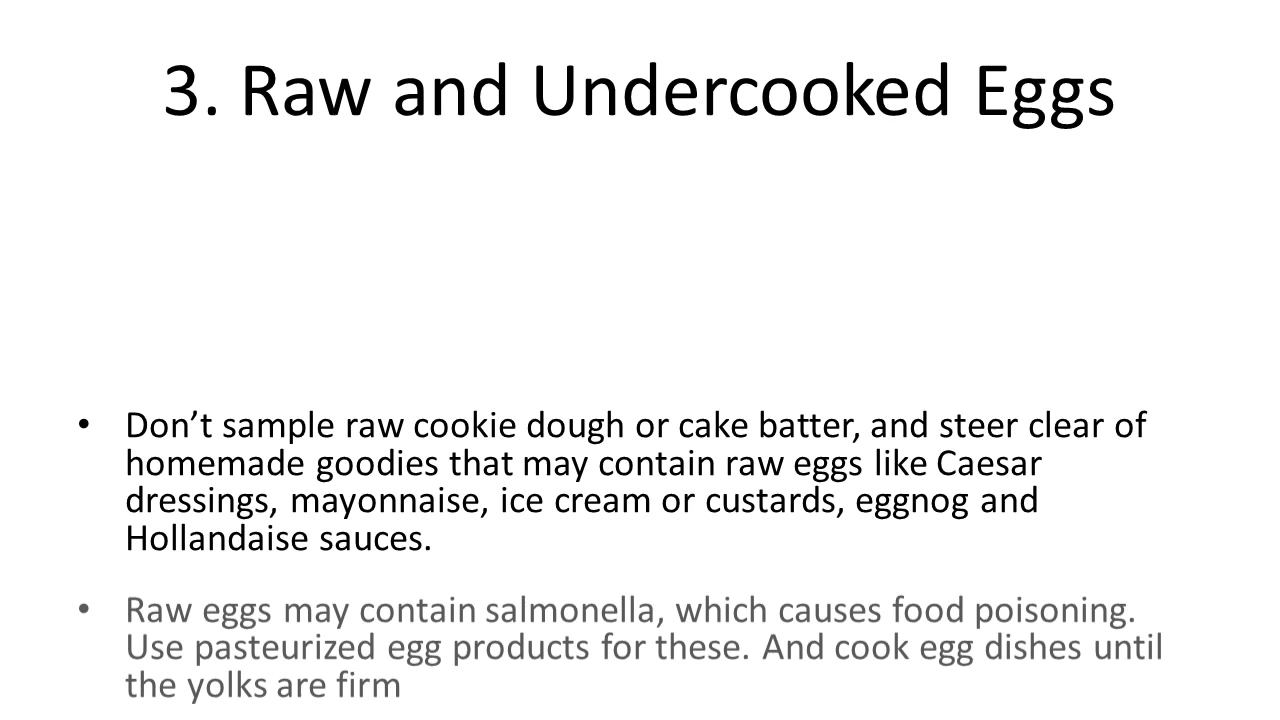 3. Raw and Undercooked Eggs
• Don’t sample raw cookie dough or cake batter, and steer clear of
homemade goodies that may contain raw eggs like Caesar
dressings, mayonnaise, ice cream or custards, eggnog and
Hollandaise sauces.
• Raw eggs may contain salmonella, which causes food poisoning.
Use pasteurized egg products for these. And cook egg dishes until
the yolks are firm